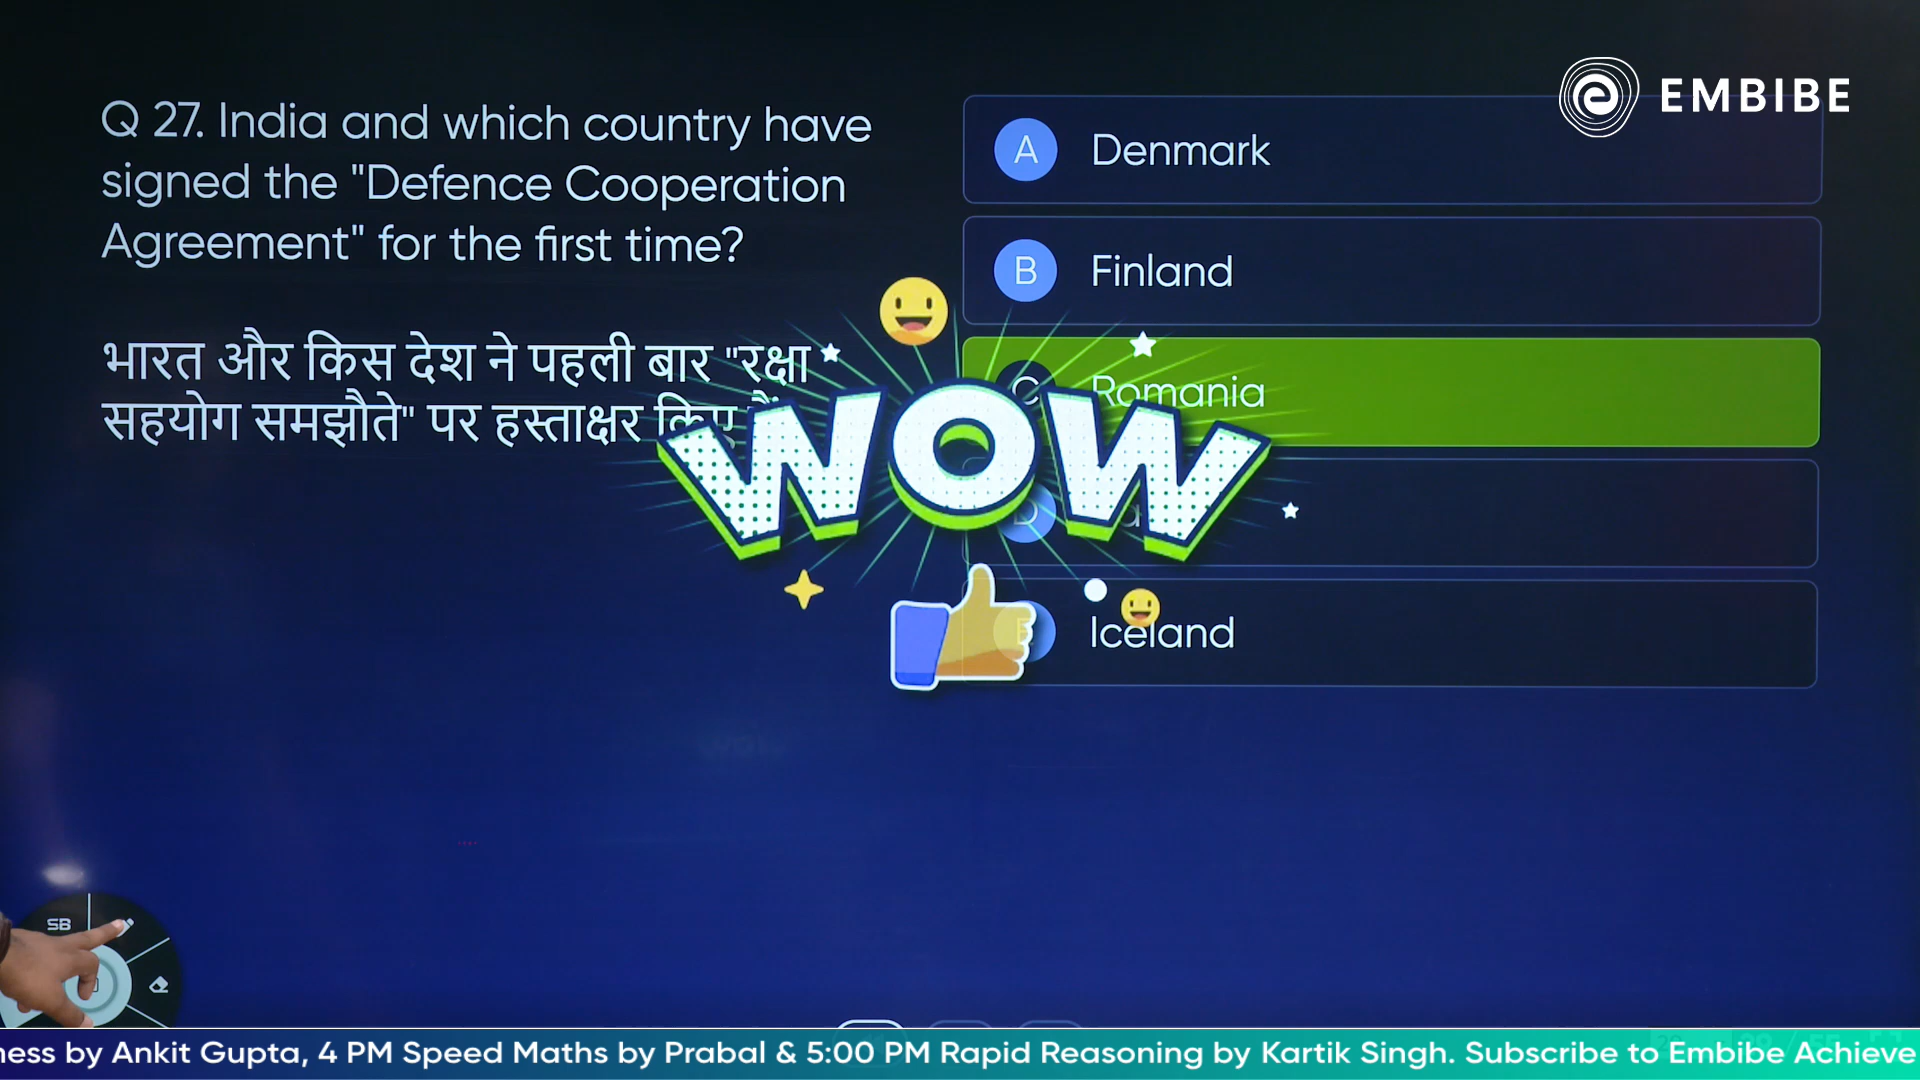 EMBIBE
Q 27. India and which country have
signed the "Defence Cooperation
Agreement" for the first time?
भारत और किस देश ने पहली बार "रक्षा
सहयोग समझौते" पर हस्ताक्षर किए
A Denmark
B Finland
C Romania
D
Iceland
WOW
SB
ness by Ankit Gupta, 4 PM Speed Maths by Prabal & 5:00 PM Rapid Reasoning by Kartik Singh. Subscribe to Embibe Achieve